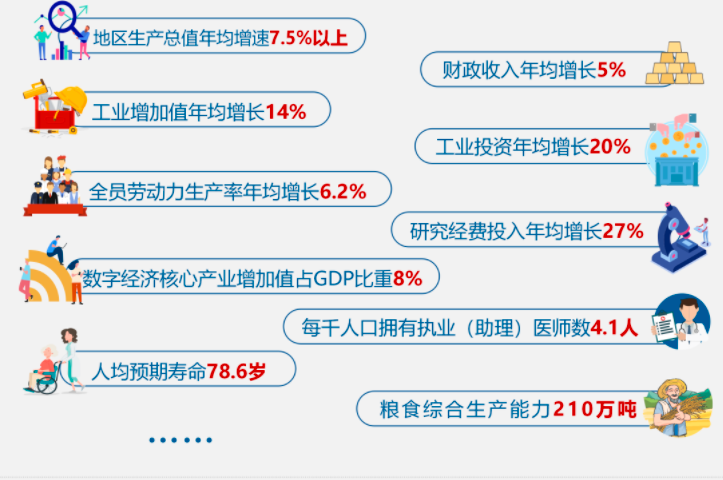 地区生产总值年均增速7.5%以上
财政收入年均增长5%
工业增加值年均增长14%
工业投资年均增长20%
全员劳动力生产率年均增长6.2%
研究经费投入年均增长27%
数字经济核心产业增加值占GDP比重8%
每千人口拥有执业（助理）医师数4.1人
人均预期寿命78.6岁
粮食综合生产能力210万吨
······